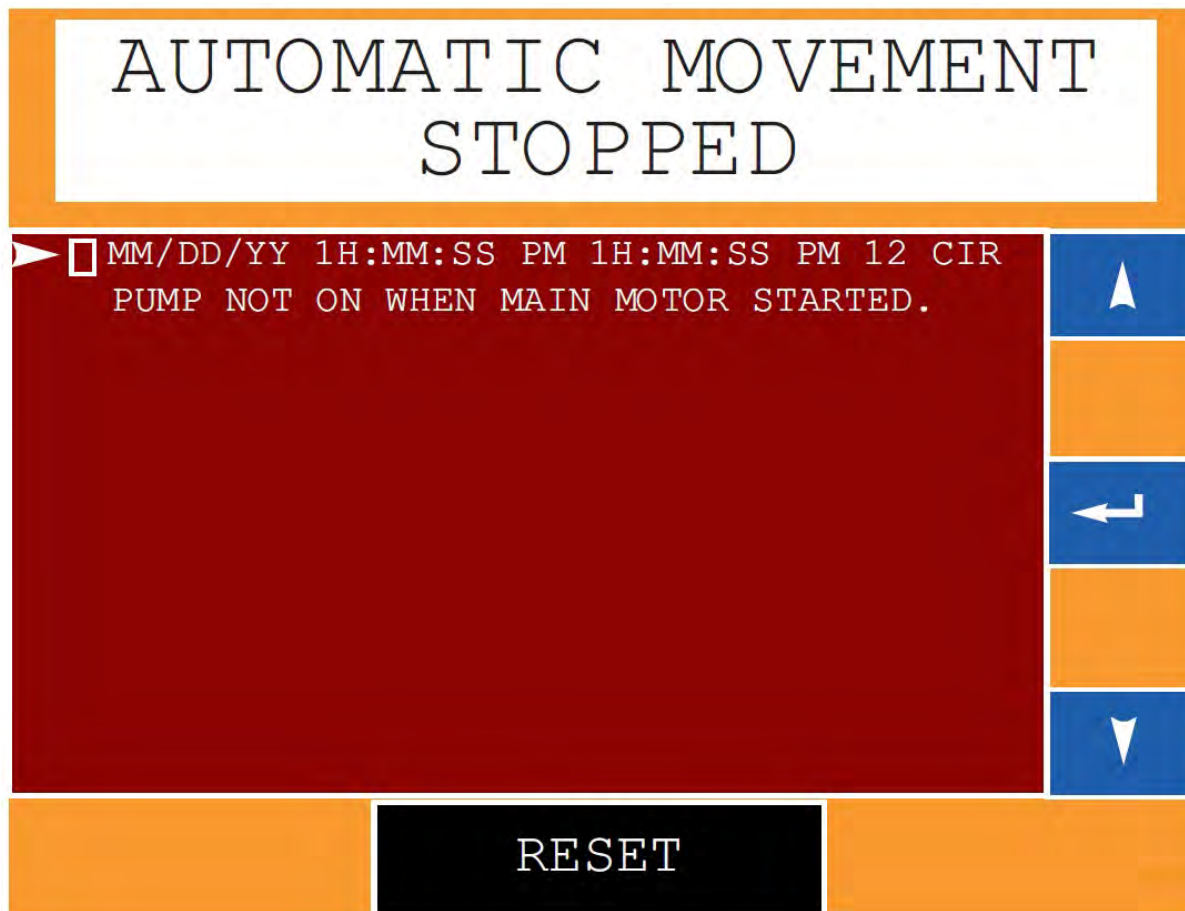 AUTOMATIC MOVEMENT
STOPPED
MM/DD/YY 1H:MM:SS PM 1H:MM:SS PM 12 CIR
PUMP NOT ON WHEN MAIN MOTOR STARTED.
RESET